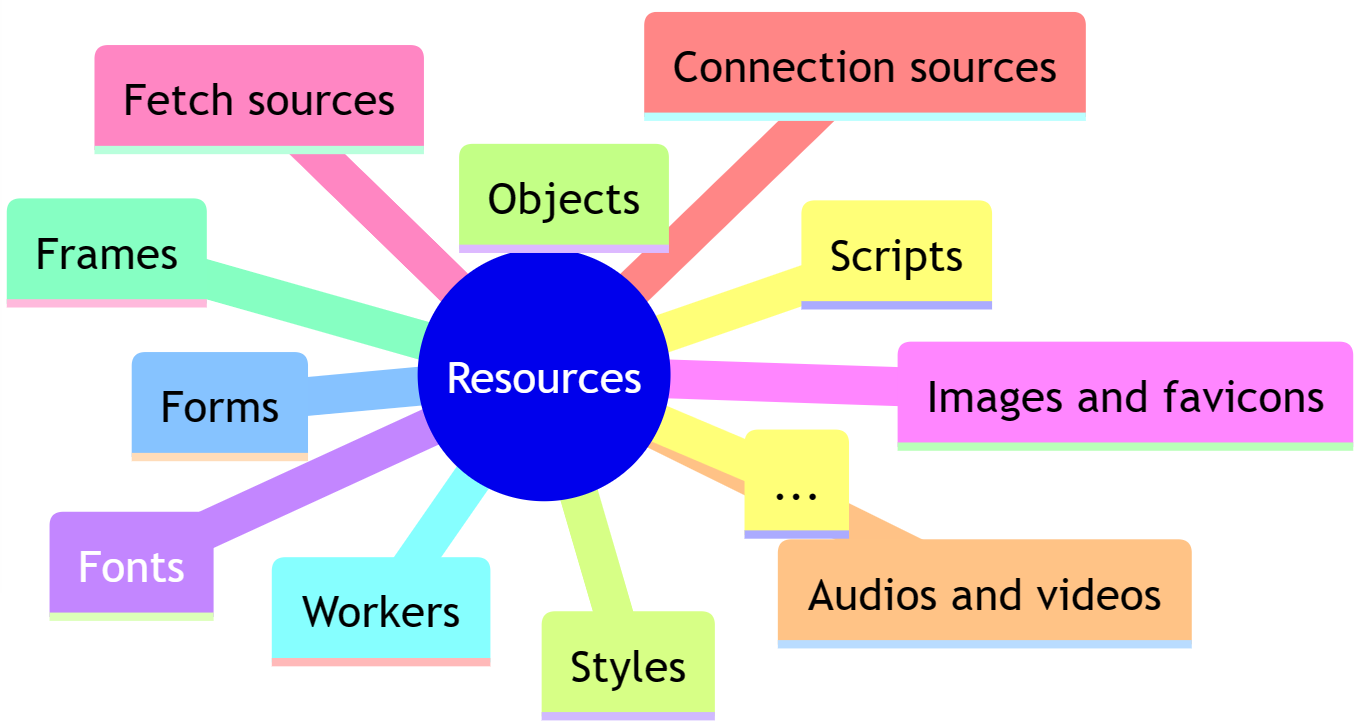 Connection sources
Fetch sources
Objects
Frames
Scripts
Resources
Images and favicons
Forms
...
Fonts
Audios and videos
Workers
Styles